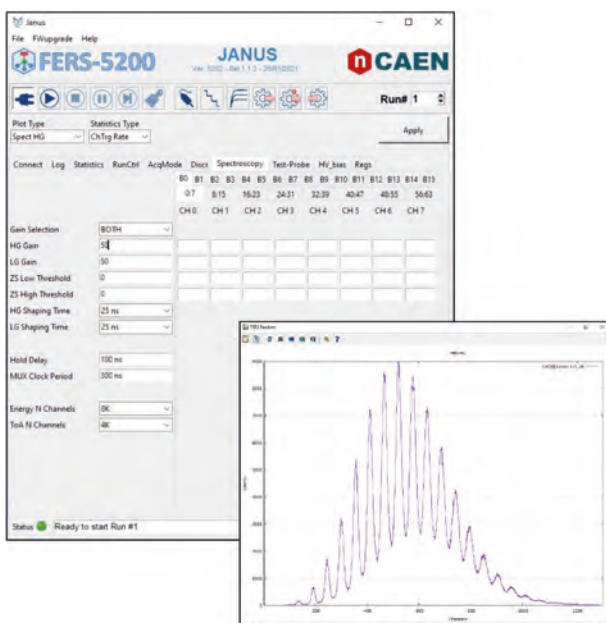 Janus
File FWupgrade Help
FERS-5200
JANUS
n CAEN
Run# 1
Plot Type
Statistics Type
Spect HG
ChTrg Rate
Apply
Connect Log Statistics RunCtrl AcqMode Discr Spectroscopy Test-Probe HV_bias Regs
B0 B1 B2 B3 B4 B5 B6 B7 B8 B9 B10 B11 B12 B13 B14 B15
0:7 8:15 16:23 24:31 32:39 40:47 48:55 56:63
CH 0 CH 1 CH 2 CH 3 CH 4 CH 5 CH 6 CH 7
Gain Selection BOTH
HG Gain 50
LG Gain 50
ZS Low Threshold 0
ZS High Threshold 0
HG Shaping Time 25 ns
LG Shaping Time 25 ns
Hold Delay 100 ns
MUX Clock Period 300 ns
Energy N Channels 8K
ToA N Channels 4K
Status Ready to start Run #1
200 400 600 800 1000 1200